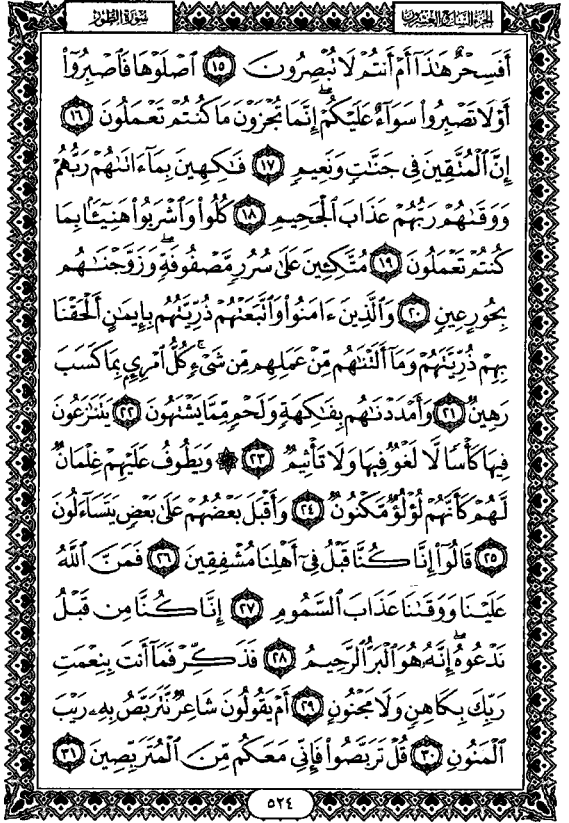 سُورَةُ الطُّورِ
الجُزْءُ السَّابِعُ وَالعِشْرُونَ
أَفَسِحْرٌ هَٰذَآ أَمْ أَنتُمْ لَا تُبْصِرُونَ ١٥ ٱصْلَوْهَا فَٱصْبِرُوٓا۟
أَوْ لَا تَصْبِرُوا۟ سَوَآءٌ عَلَيْكُمْ ۖ إِنَّمَا تُجْزَوْنَ مَا كُنتُمْ تَعْمَلُونَ ١٦
إِنَّ ٱلْمُتَّقِينَ فِى جَنَّٰتٍ وَنَعِيمٍ ١٧ فَٰكِهِينَ بِمَآ ءَاتَىٰهُمْ رَبُّهُمْ
وَوَقَىٰهُمْ رَبُّهُمْ عَذَابَ ٱلْجَحِيمِ ١٨ كُلُوا۟ وَٱشْرَبُوا۟ هَنِيٓـًٔۢا بِمَا
كُنتُمْ تَعْمَلُونَ ١٩ مُتَّكِـِٔينَ عَلَىٰ سُرُرٍ مَّصْفُوفَةٍ ۖ وَزَوَّجْنَٰهُم
بِحُورٍ عِينٍ ٢٠ وَٱلَّذِينَ ءَامَنُوا۟ وَٱتَّبَعَتْهُمْ ذُرِّيَّتُهُم بِإِيمَٰنٍ أَلْحَقْنَا
بِهِمْ ذُرِّيَّتَهُمْ وَمَآ أَلَتْنَٰهُم مِّنْ عَمَلِهِم مِّن شَىْءٍ ۚ كُلُّ ٱمْرِئٍۭ بِمَا كَسَبَ
رَهِينٌ ٢١ وَأَمْدَدْنَٰهُم بِفَٰكِهَةٍ وَلَحْمٍ مِّمَّا يَشْتَهُونَ ٢٢ يَتَنَٰزَعُونَ
فِيهَا كَأْسًا لَّا لَغْوٌ فِيهَا وَلَا تَأْثِيمٌ ٢٣ ۞ وَيَطُوفُ عَلَيْهِمْ غِلْمَانٌ
لَّهُمْ كَأَنَّهُمْ لُؤْلُؤٌ مَّكْنُونٌ ٢٤ وَأَقْبَلَ بَعْضُهُمْ عَلَىٰ بَعْضٍ يَتَسَآءَلُونَ
٢٥ قَالُوٓا۟ إِنَّا كُنَّا قَبْلُ فِىٓ أَهْلِنَا مُشْفِقِينَ ٢٦ فَمَنَّ ٱللَّهُ
عَلَيْنَا وَوَقَىٰنَا عَذَابَ ٱلسَّمُومِ ٢٧ إِنَّا كُنَّا مِن قَبْلُ
نَدْعُوهُ ۖ إِنَّهُۥ هُوَ ٱلْبَرُّ ٱلرَّحِيمُ ٢٨ فَذَكِّرْ فَمَآ أَنتَ بِنِعْمَتِ
رَبِّكَ بِكَاهِنٍ وَلَا مَجْنُونٍ ٢٩ أَمْ يَقُولُونَ شَاعِرٌ نَّتَرَبَّصُ بِهِۦ رَيْبَ
ٱلْمَنُونِ ٣٠ قُلْ تَرَبَّصُوا۟ فَإِنِّى مَعَكُم مِّنَ ٱلْمُتَرَبِّصِينَ ٣١
٥٢٤